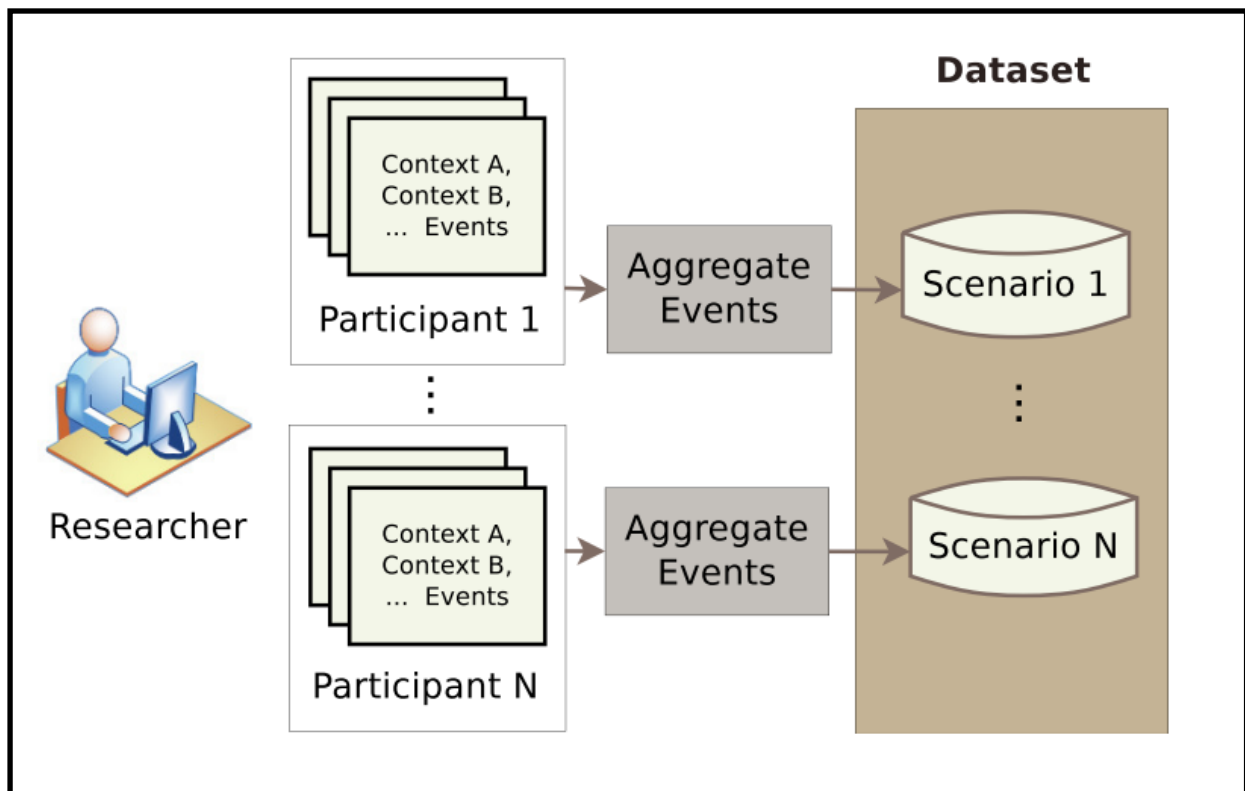 Dataset
Context A,
Context B,
... Events
Participant 1
Aggregate
Events
Scenario 1
⋮
⋮
Researcher
Context A,
Context B,
... Events
Participant N
Aggregate
Events
Scenario N